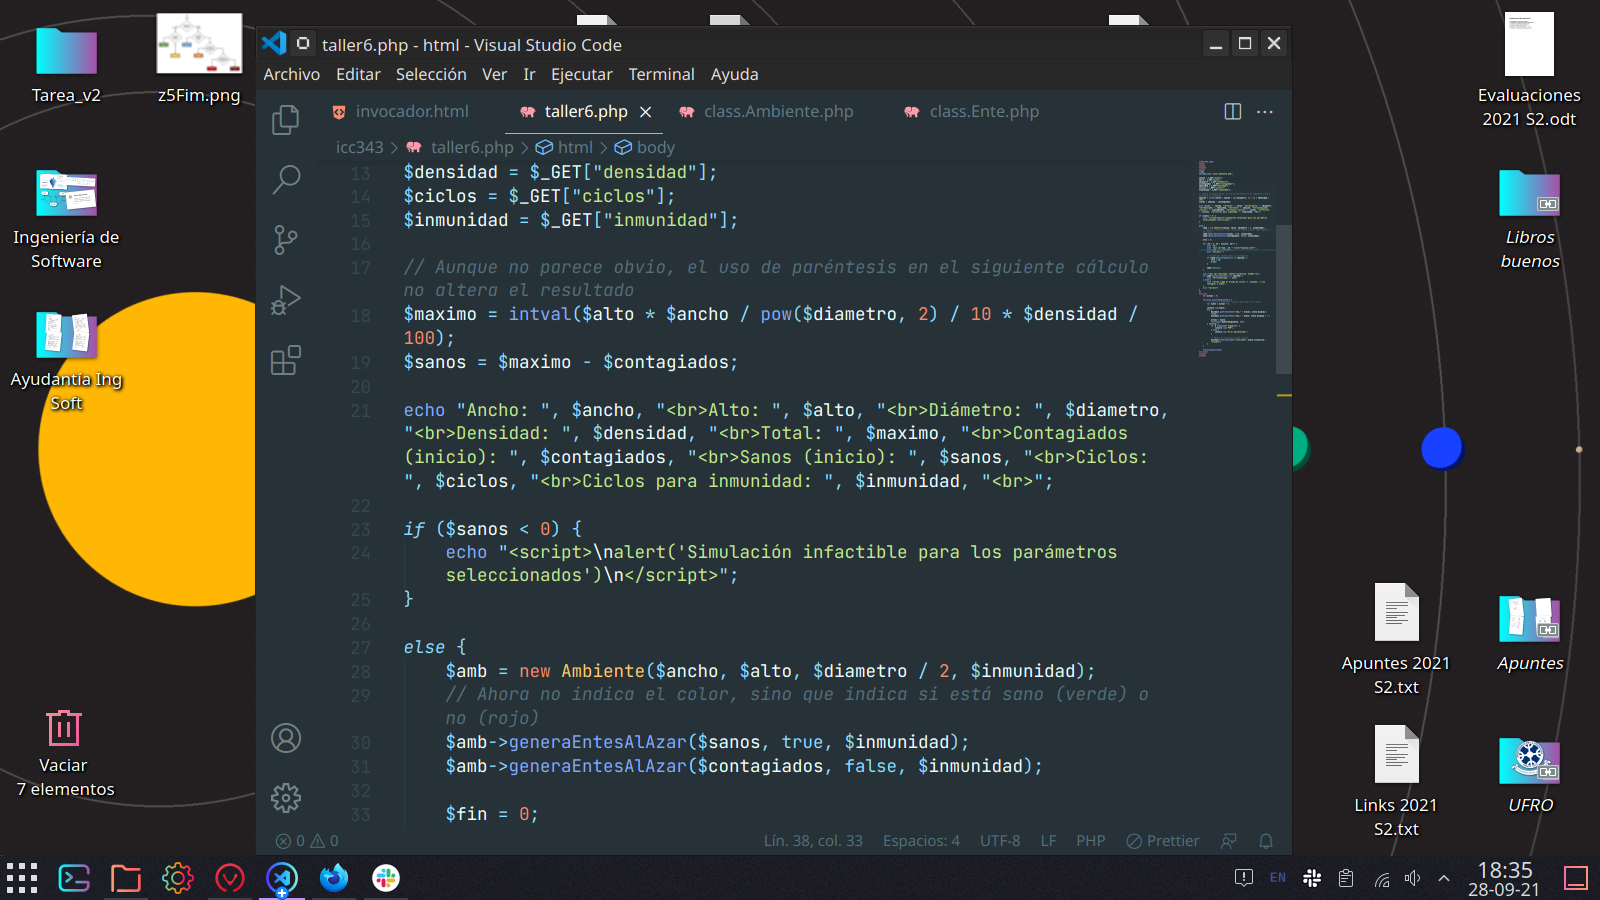 Tarea_v2
z5Fim.png
Ingeniería de
Software
Ayudantía Ing
Soft
Vaciar
7 elementos
taller6.php - html - Visual Studio Code
Archivo Editar Selección Ver Ir Ejecutar Terminal Ayuda
invocador.html taller6.php class.Ambiente.php class.Ente.php
icc343 > taller6.php > html > body
13 $densidad = $_GET["densidad"];
14 $ciclos = $_GET["ciclos"];
15 $inmunidad = $_GET["inmunidad"];
16
17 // Aunque no parece obvio, el uso de paréntesis en el siguiente cálculo
no altera el resultado
18 $maximo = intval($alto * $ancho / pow($diametro, 2) / 10 * $densidad /
100);
19 $sanos = $maximo - $contagiados;
20
21 echo "Ancho: ", $ancho, "<br>Alto: ", $alto, "<br>Diámetro: ", $diametro,
"<br>Densidad: ", $densidad, "<br>Total: ", $maximo, "<br>Contagiados
(inicio): ", $contagiados, "<br>Sanos (inicio): ", $sanos, "<br>Ciclos:
", $ciclos, "<br>Ciclos para inmunidad: ", $inmunidad, "<br>";
22
23 if ($sanos < 0) {
24 echo "<script>\nalert('Simulación infactible para los parámetros
seleccionados')\n</script>";
25 }
26
27 else {
28 $amb = new Ambiente($ancho, $alto, $diametro / 2, $inmunidad);
29 // Ahora no indica el color, sino que indica si está sano (verde) o
no (rojo)
30 $amb->generaEntesAlAzar($sanos, true, $inmunidad);
31 $amb->generaEntesAlAzar($contagiados, false, $inmunidad);
32
33 $fin = 0;
0 0 Lín. 38, col. 33 Espacios: 4 UTF-8 LF PHP Prettier
Evaluaciones
2021 S2.odt
Libros
buenos
Apuntes 2021
S2.txt
Apuntes
Links 2021
S2.txt
UFRO
EN
18:35
28-09-21